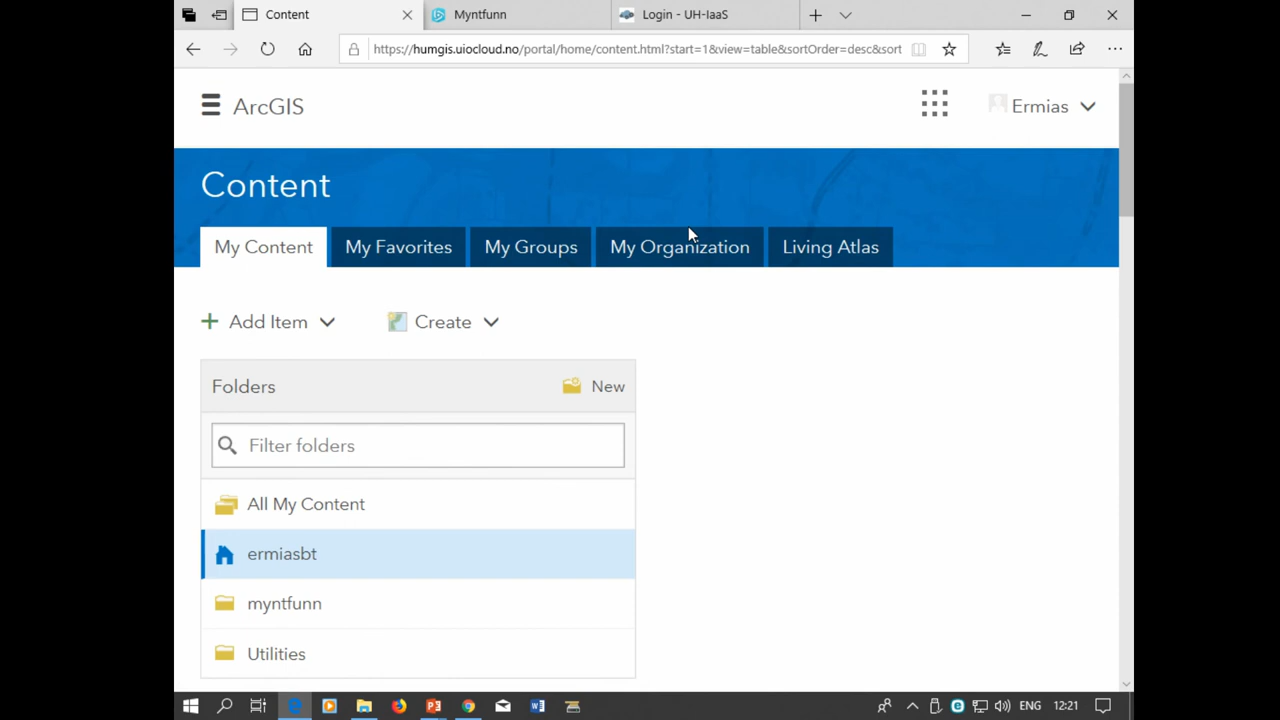 Content
Myntfunn
Login - UH-IaaS
https://humgis.uiocloud.no/portal/home/content.html?start=1&view=table&sortOrder=desc&sort
ArcGIS
Ermias
Content
My Content
My Favorites
My Groups
My Organization
Living Atlas
Add Item
Create
Folders
New
Filter folders
All My Content
ermiasbt
myntfunn
Utilities
ENG
12:21